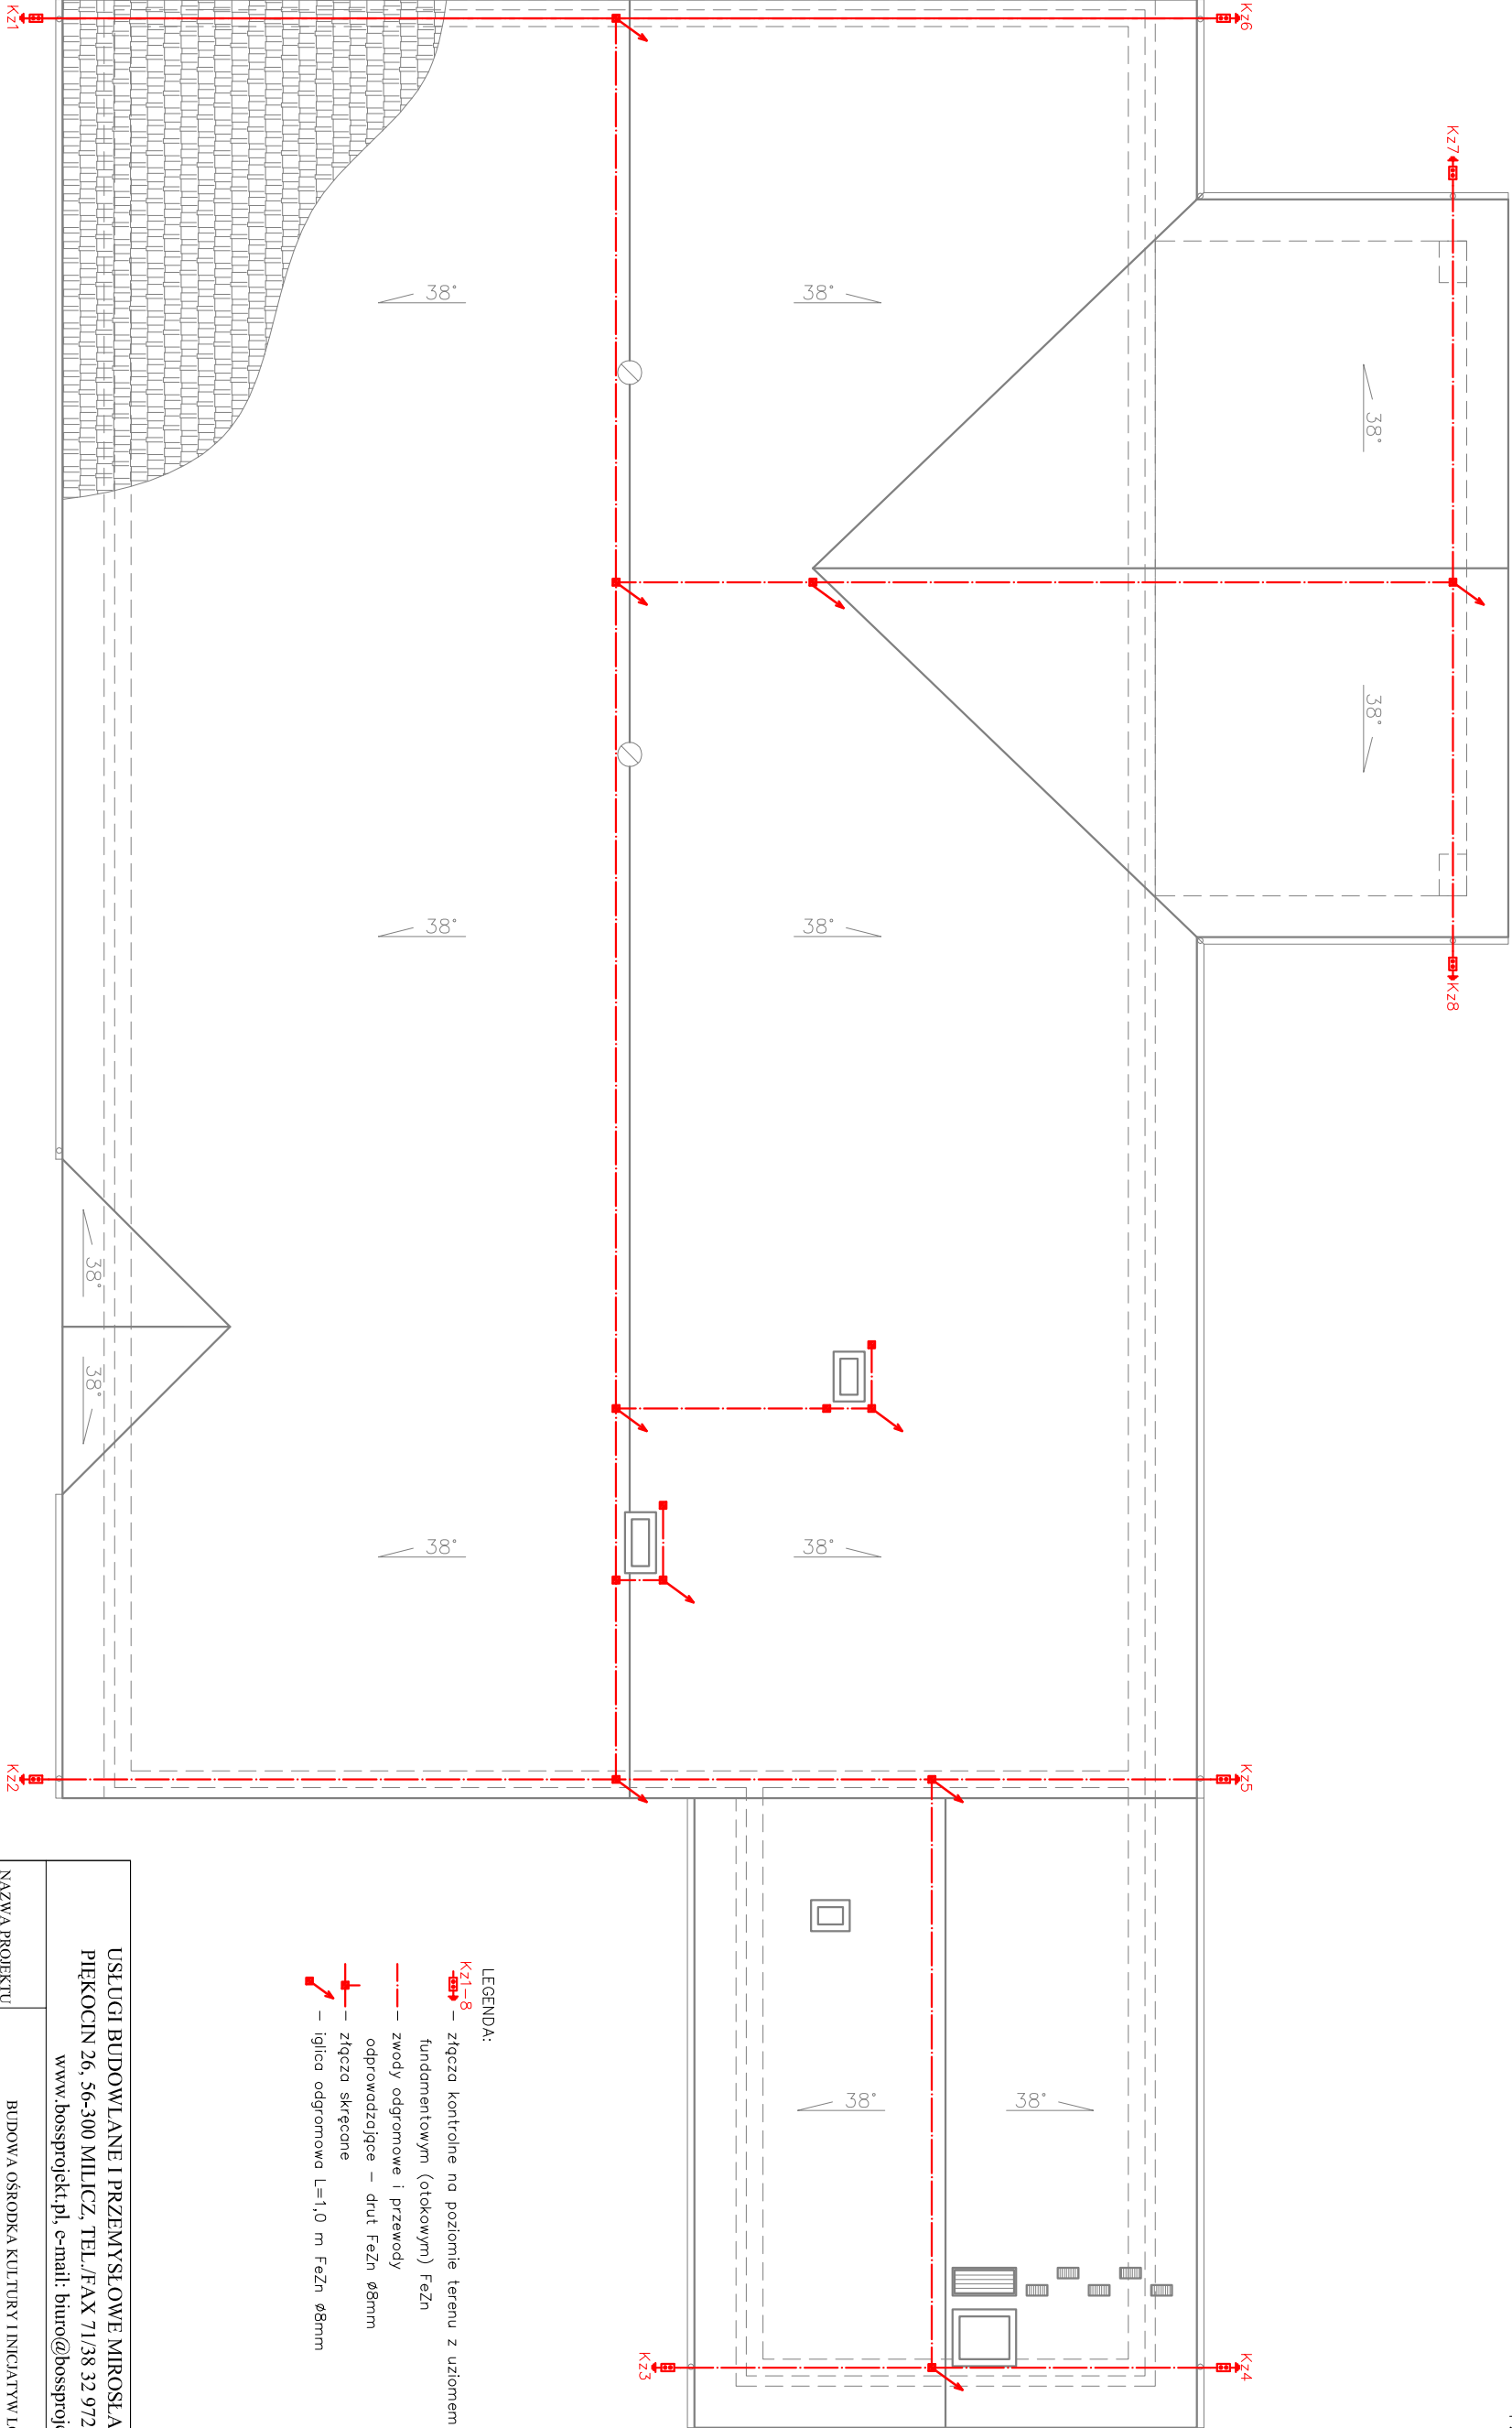 Kz1
Kz6
Kz7
38°
38°
38°
38°
Kz8
38°
38°
38°
38°
38°
38°
Kz2
Kz5
38°
38°
Kz3
Kz4
LEGENDA:
Kz1-8 – złącza kontrolne na poziomie terenu z uziomem
fundamentowym (otokowym) FeZn
– zwody odgromowe i przewody
odprowadzające – drut FeZn ø8mm
– złącza skręcane
– iglica odgromowa L=1,0 m FeZn ø8mm
USŁUGI BUDOWLANE I PRZEMYSŁOWE MIROSŁA
PIĘKOCIN 26, 56-300 MILICZ, TEL./FAX 71/38 32 972
www.bossprojekt.pl, e-mail: biuro@bossproj
NAZWA PROJEKTU
BUDOWA OŚRODKA KULTURY I INICJATYW